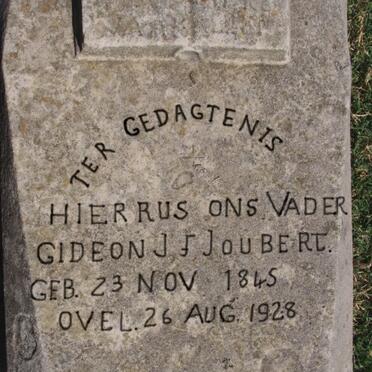 TER GEDAGTENIS
HIER RUS ONS VADER
GIDEON J J JOUBERT.
GEB. 23 NOV 1845
OVEL. 26 AUG. 1928